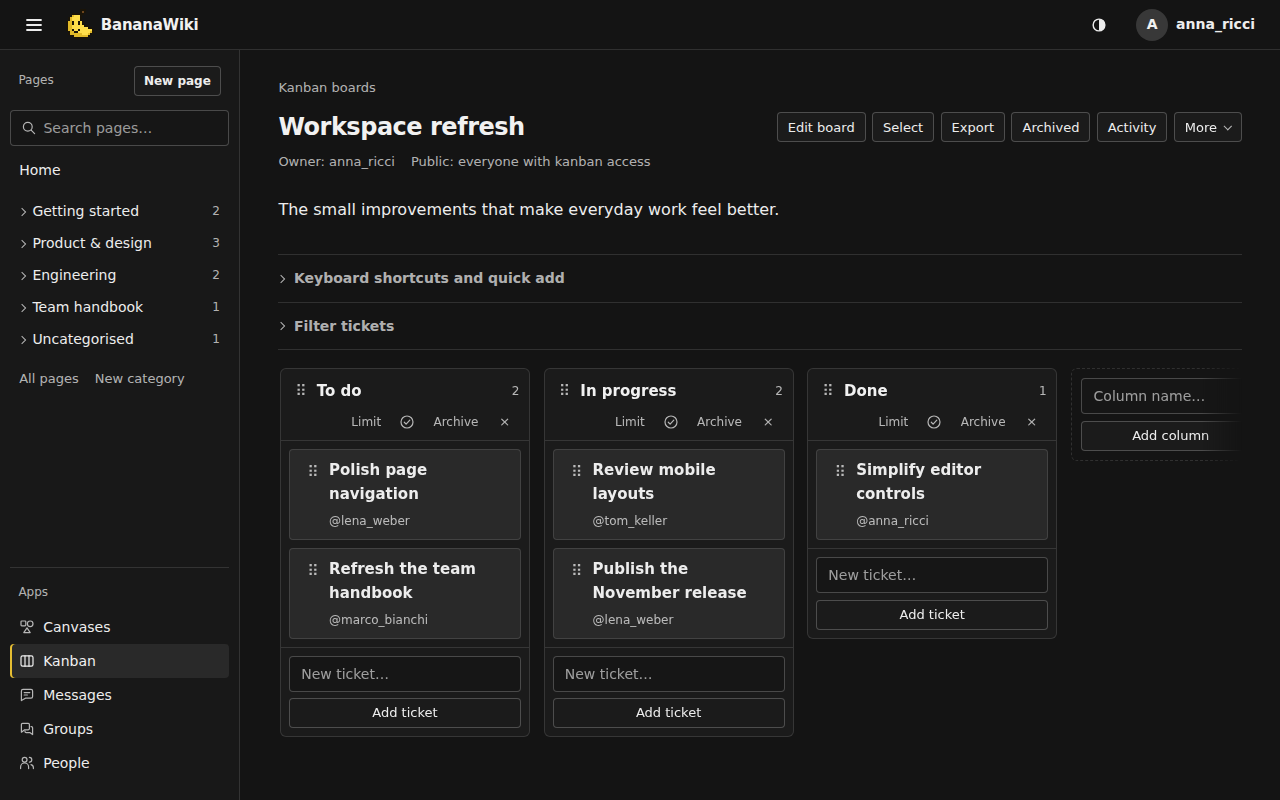 BananaWiki
A
anna_ricci
Pages
New page
Search pages…
Home
Getting started 2
Product & design 3
Engineering 2
Team handbook 1
Uncategorised 1
All pages New category
Apps
Canvases
Kanban
Messages
Groups
People
Kanban boards
Workspace refresh
Edit board
Select
Export
Archived
Activity
More
Owner: anna_ricci Public: everyone with kanban access
The small improvements that make everyday work feel better.
Keyboard shortcuts and quick add
Filter tickets
To do 2
Limit Archive ×
Polish page
navigation
@lena_weber
Refresh the team
handbook
@marco_bianchi
New ticket…
Add ticket
In progress 2
Limit Archive ×
Review mobile
layouts
@tom_keller
Publish the
November release
@lena_weber
New ticket…
Add ticket
Done 1
Limit Archive ×
Simplify editor
controls
@anna_ricci
New ticket…
Add ticket
Column name…
Add column